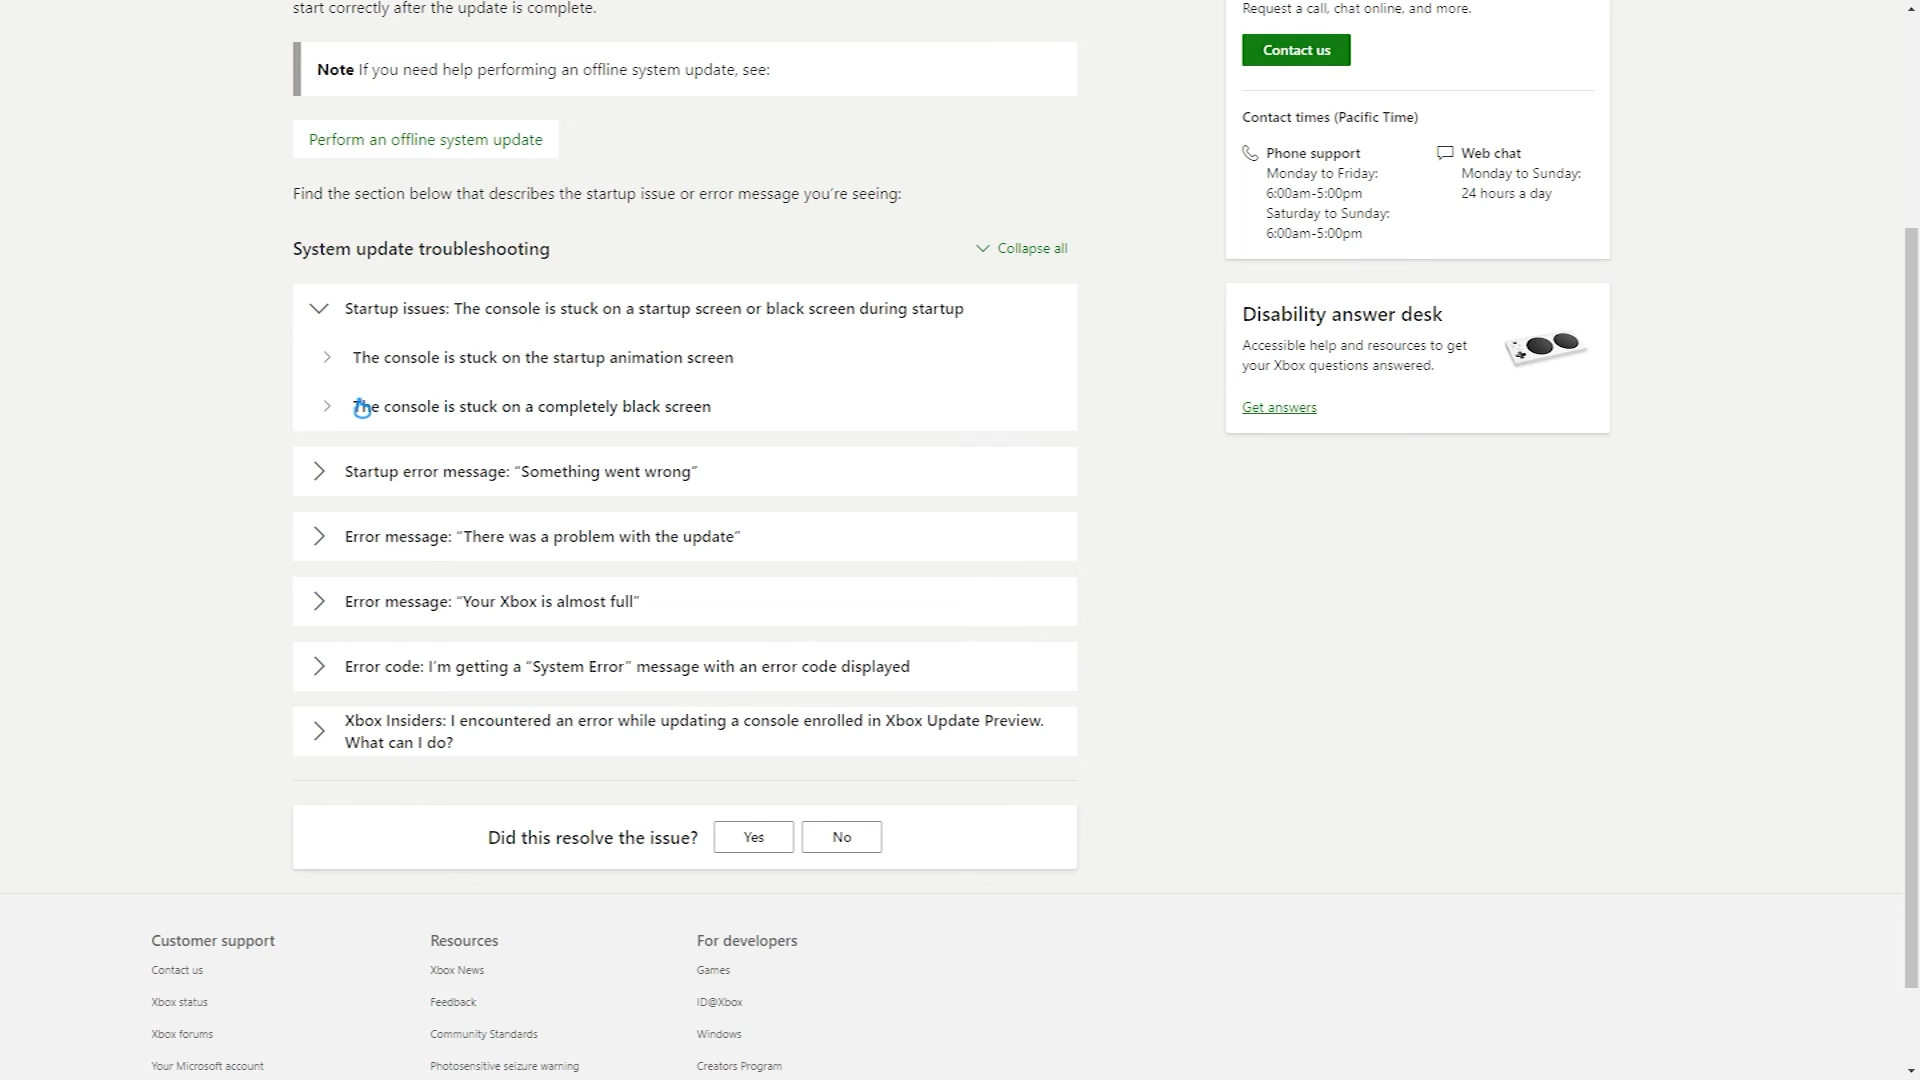 start correctly after the update is complete.
Note If you need help performing an offline system update, see:
Perform an offline system update
Find the section below that describes the startup issue or error message you're seeing:
System update troubleshooting
Collapse all
Startup issues: The console is stuck on a startup screen or black screen during startup
The console is stuck on the startup animation screen
The console is stuck on a completely black screen
Startup error message: “Something went wrong”
Error message: “There was a problem with the update”
Error message: “Your Xbox is almost full”
Error code: I'm getting a “System Error” message with an error code displayed
Xbox Insiders: I encountered an error while updating a console enrolled in Xbox Update Preview.
What can I do?
Did this resolve the issue?
Yes
No
Request a call, chat online, and more.
Contact us
Contact times (Pacific Time)
Phone support
Monday to Friday:
6:00am-5:00pm
Saturday to Sunday:
6:00am-5:00pm
Web chat
Monday to Sunday:
24 hours a day
Disability answer desk
Accessible help and resources to get
your Xbox questions answered.
Get answers
Customer support
Contact us
Xbox status
Xbox forums
Your Microsoft account
Resources
Xbox News
Feedback
Community Standards
Photosensitive seizure warning
For developers
Games
ID@Xbox
Windows
Creators Program